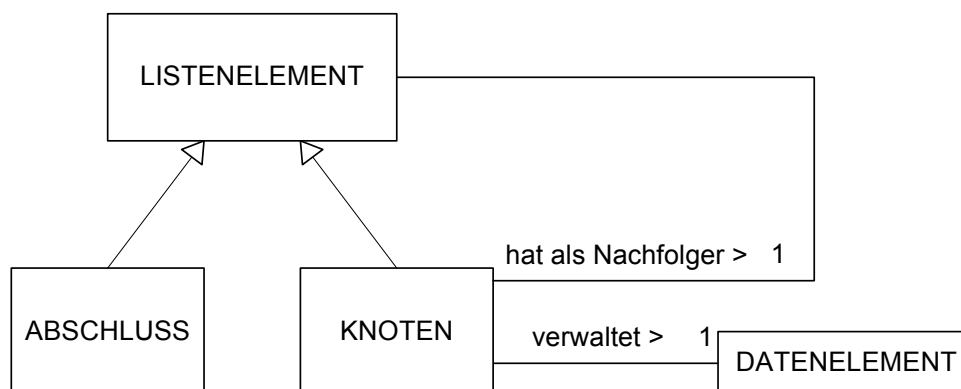 LISTENELEMENT
hat als Nachfolger > 1
ABSCHLUSS
KNOTEN
verwaltet > 1
DATENELEMENT